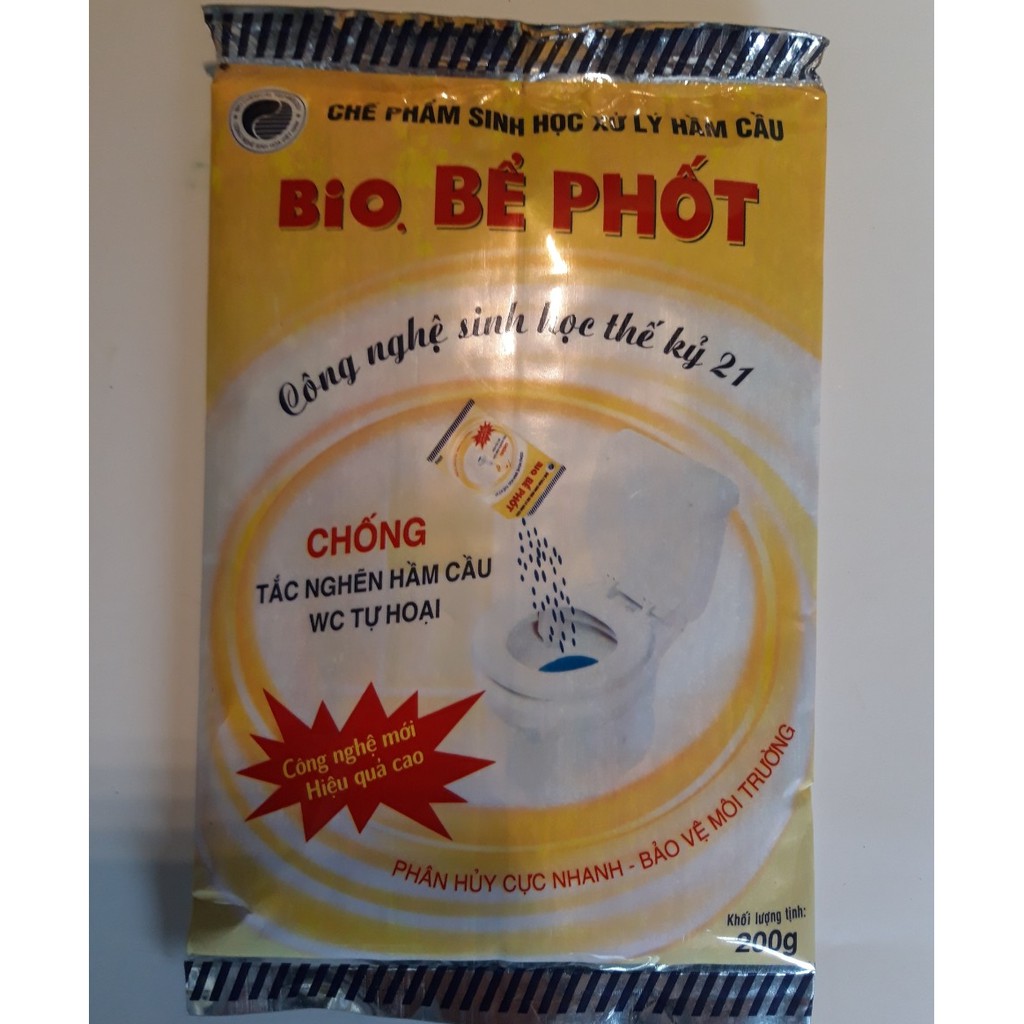 CHẾ PHẨM SINH HỌC XỬ LÝ HẦM CẦU
BiO, BỂ PHỐT
Công nghệ sinh học thế kỷ 21
BiO BỂ PHỐT
CHỐNG
TẮC NGHẼN HẦM CẦU
WC TỰ HOẠI
Công nghệ mới
Hiệu quả cao
PHÂN HỦY CỰC NHANH - BẢO VỆ MÔI TRƯỜNG
Khối lượng tịnh:
200g